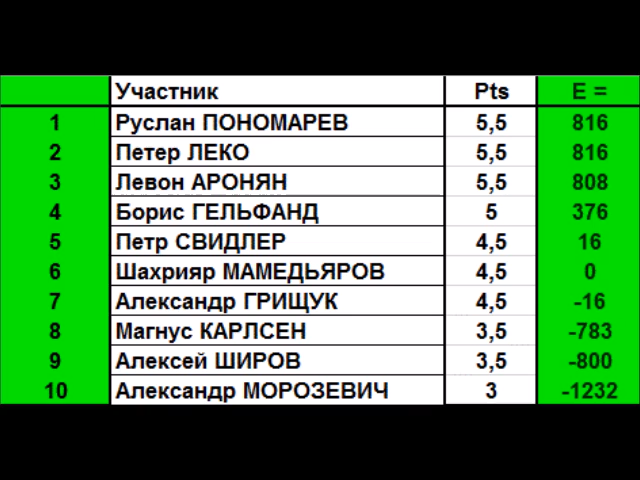 Участник Pts E =
1 Руслан ПОНОМАРЕВ 5,5 816
2 Петер ЛЕКО 5,5 816
3 Левон АРОНЯН 5,5 808
4 Борис ГЕЛЬФАНД 5 376
5 Петр СВИДЛЕР 4,5 16
6 Шахрияр МАМЕДЬЯРОВ 4,5 0
7 Александр ГРИЩУК 4,5 -16
8 Магнус КАРЛСЕН 3,5 -783
9 Алексей ШИРОВ 3,5 -800
10 Александр МОРОЗЕВИЧ 3 -1232